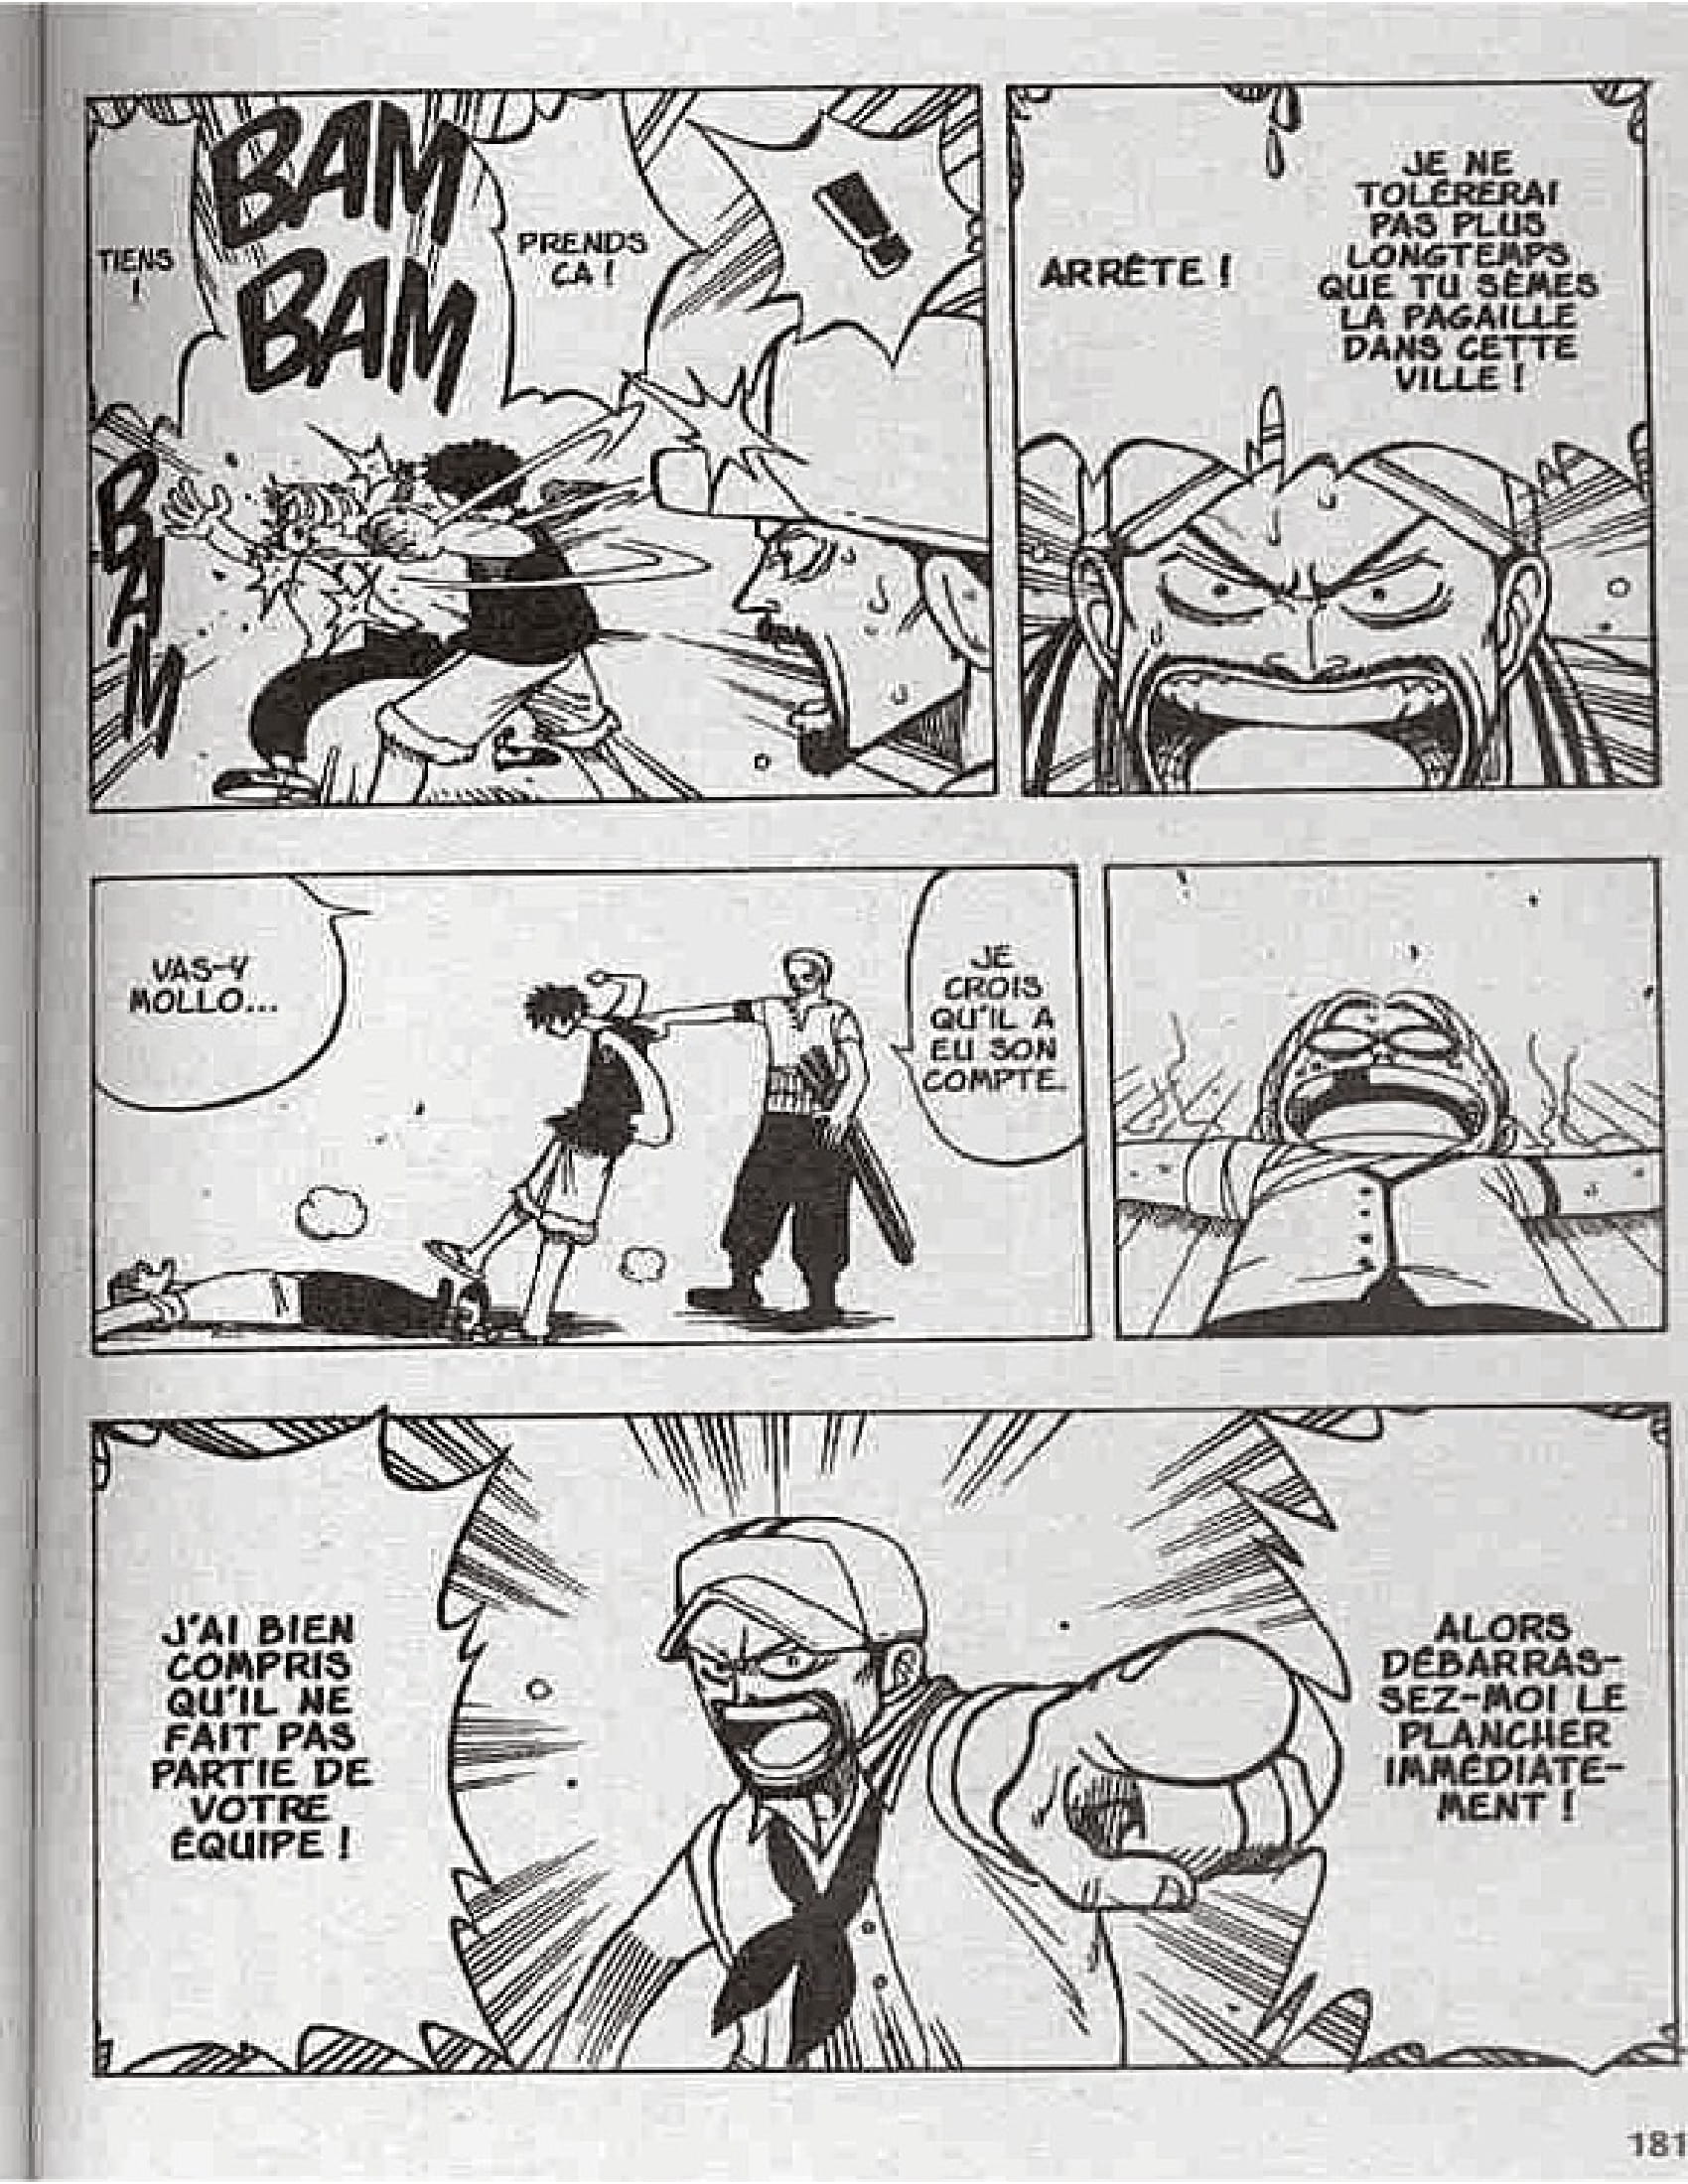 JE NE
TOLÉRERAI
PAS PLUS
LONGTEMPS
QUE TU SÈMES
LA PAGAILLE
DANS CETTE
VILLE !
ARRÊTE !
!
PRENDS
ÇA !
BAM
BAM
TIENS
!
BAM
JE
CROIS
QU'IL A
EU SON
COMPTE.
VAS-Y
MOLLO...
ALORS
DÉBARRAS-
SEZ-MOI LE
PLANCHER
IMMÉDIATE-
MENT !
J'AI BIEN
COMPRIS
QU'IL NE
FAIT PAS
PARTIE DE
VOTRE
ÉQUIPE !
181